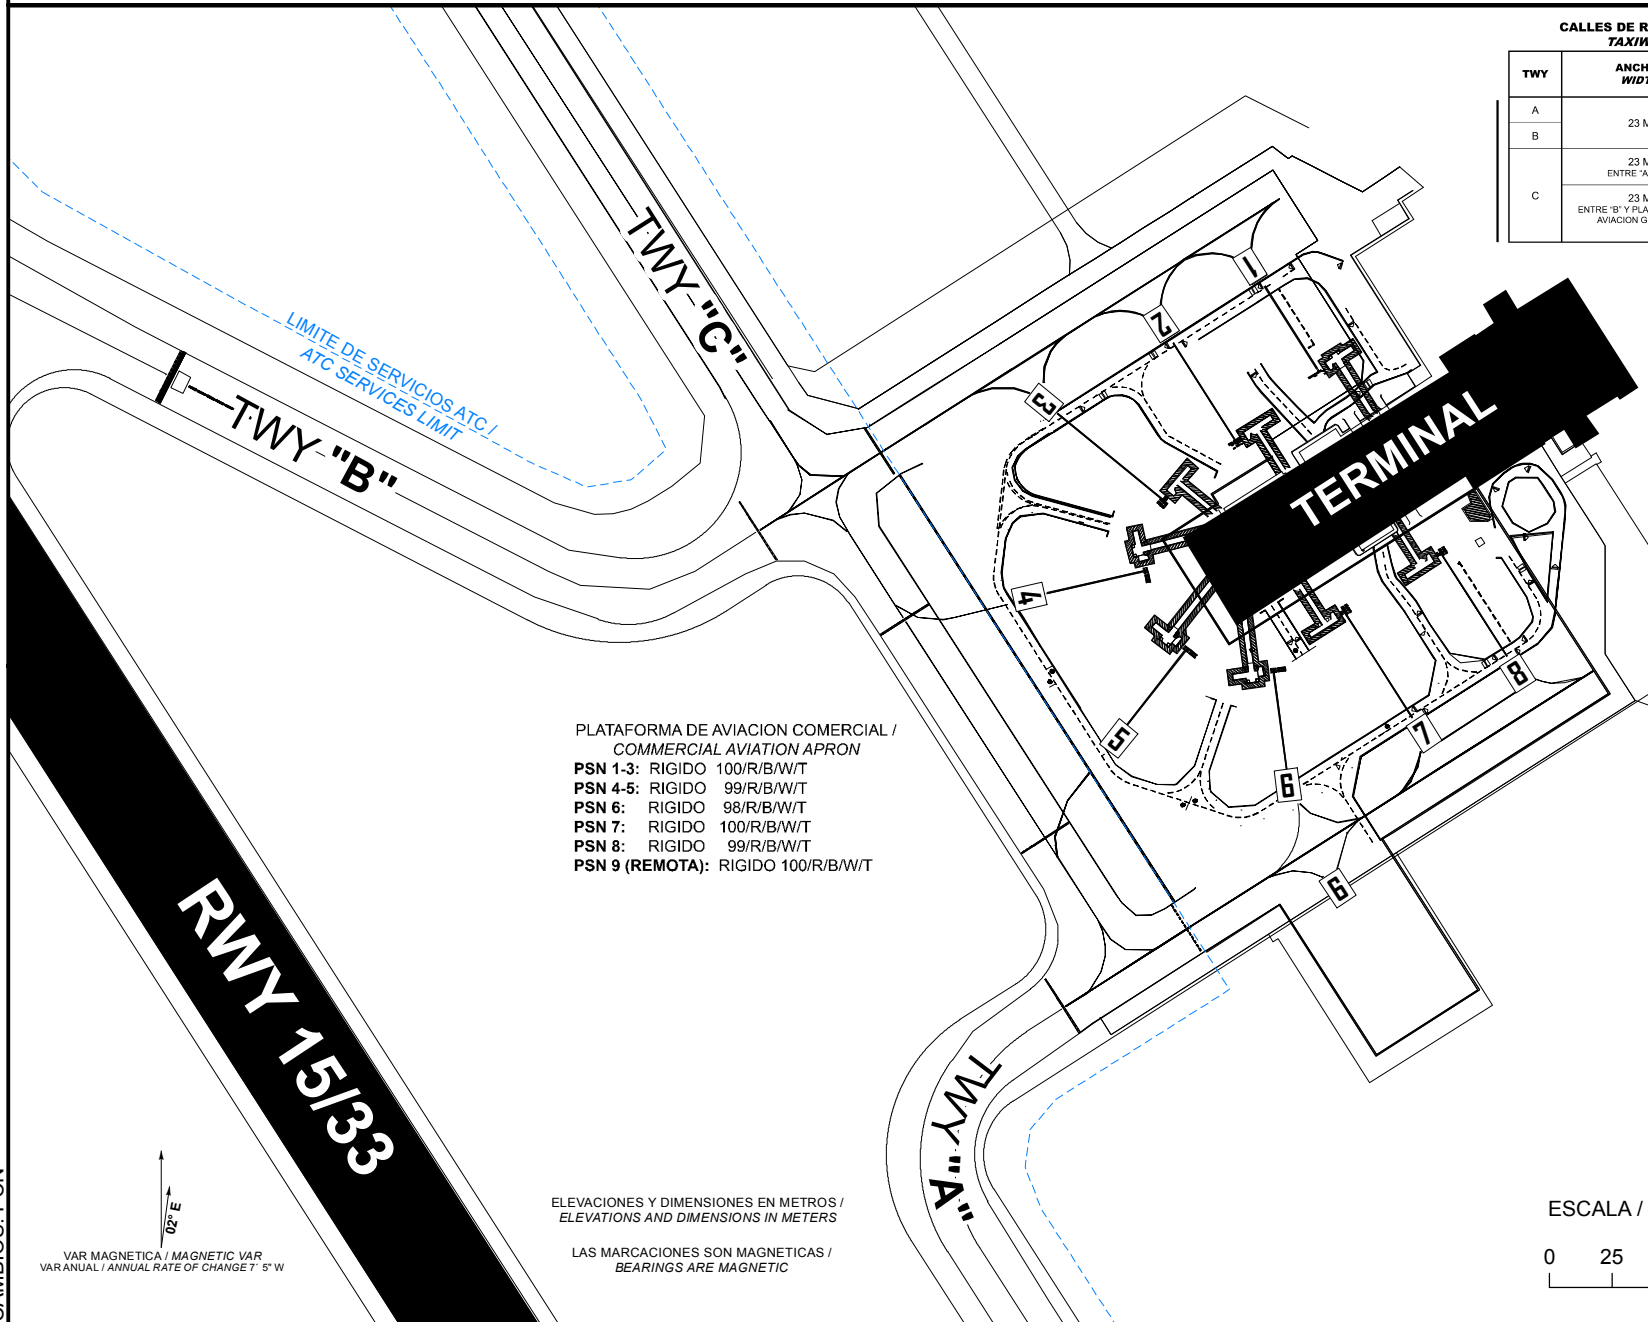 CALLES DE R
TAXIW
TWY
ANCH
WIDT
A
B
23 M
C
23 M
ENTRE "A
23 M
ENTRE "B" Y PLA
AVIACION G
TWY "C"
LIMITE DE SERVICIOS ATC /
ATC SERVICES LIMIT
TWY "B"
1
2
3
TERMINAL
4
5
6
7
8
9
PLATAFORMA DE AVIACION COMERCIAL /
COMMERCIAL AVIATION APRON
PSN 1-3: RIGIDO 100/R/B/W/T
PSN 4-5: RIGIDO 99/R/B/W/T
PSN 6: RIGIDO 98/R/B/W/T
PSN 7: RIGIDO 100/R/B/W/T
PSN 8: RIGIDO 99/R/B/W/T
PSN 9 (REMOTA): RIGIDO 100/R/B/W/T
RWY 15/33
TWY "A"
02° E
VAR MAGNETICA / MAGNETIC VAR
VAR ANUAL / ANNUAL RATE OF CHANGE 7' 5" W
ELEVACIONES Y DIMENSIONES EN METROS /
ELEVATIONS AND DIMENSIONS IN METERS
LAS MARCACIONES SON MAGNETICAS /
BEARINGS ARE MAGNETIC
ESCALA /
0 25